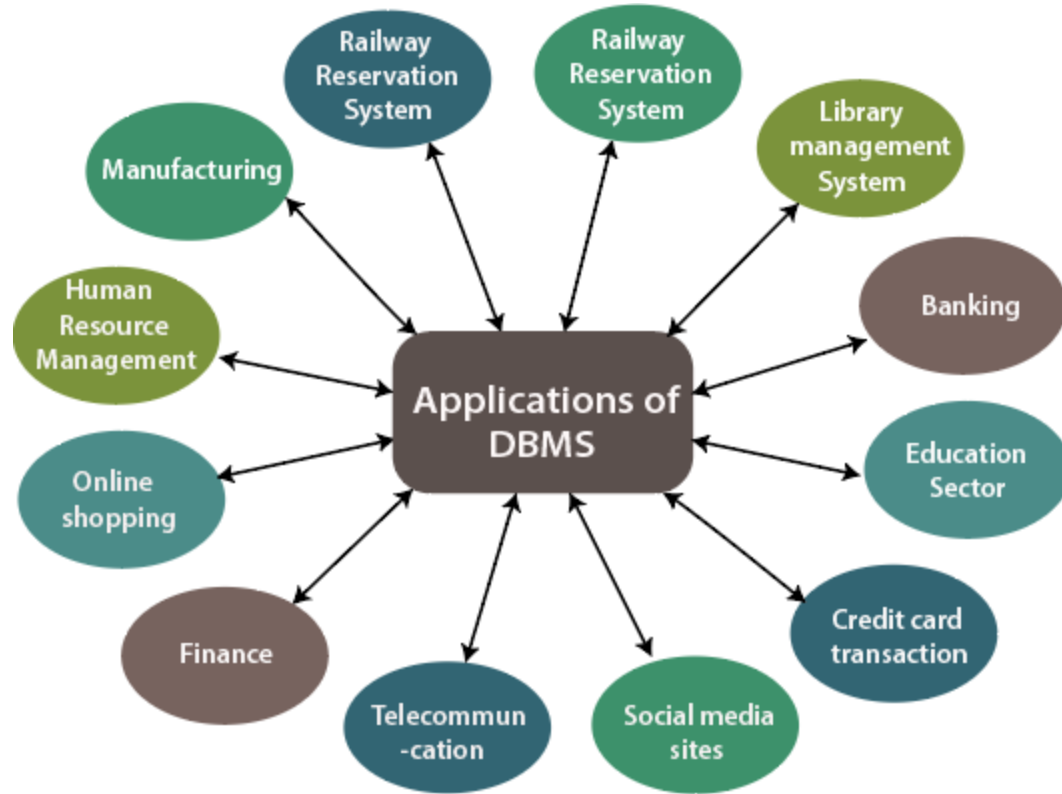 Railway
Reservation
System
Railway
Reservation
System
Library
management
System
Manufacturing
Human
Resource
Management
Banking
Applications of
DBMS
Online
shopping
Education
Sector
Finance
Credit card
transaction
Telecommun
-cation
Social media
sites